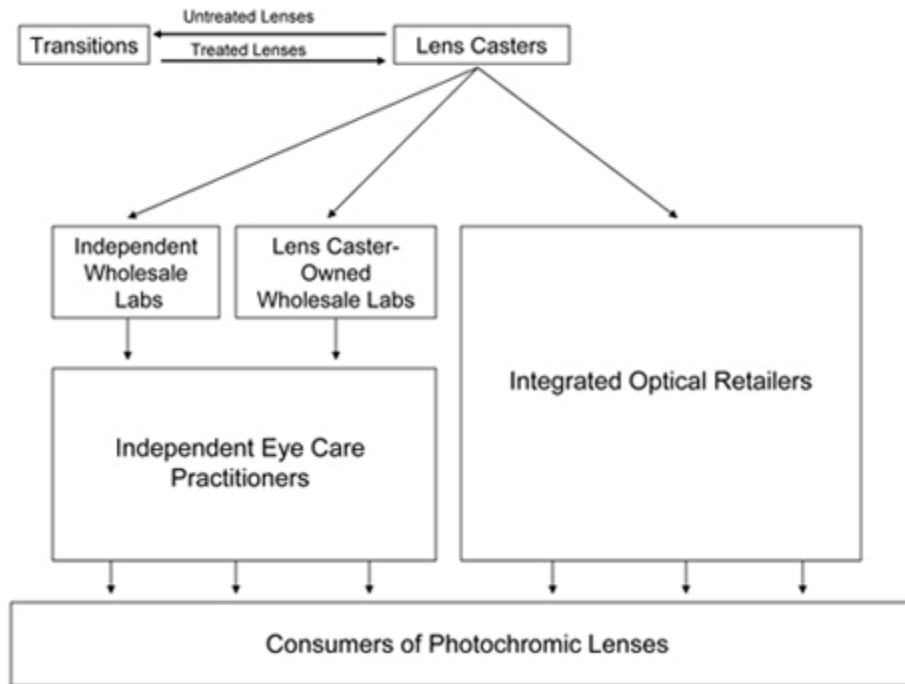 Untreated Lenses
Transitions
Lens Casters
Treated Lenses
Independent
Wholesale
Labs
Lens Caster-
Owned
Wholesale Labs
Integrated Optical Retailers
Independent Eye Care
Practitioners
Consumers of Photochromic Lenses